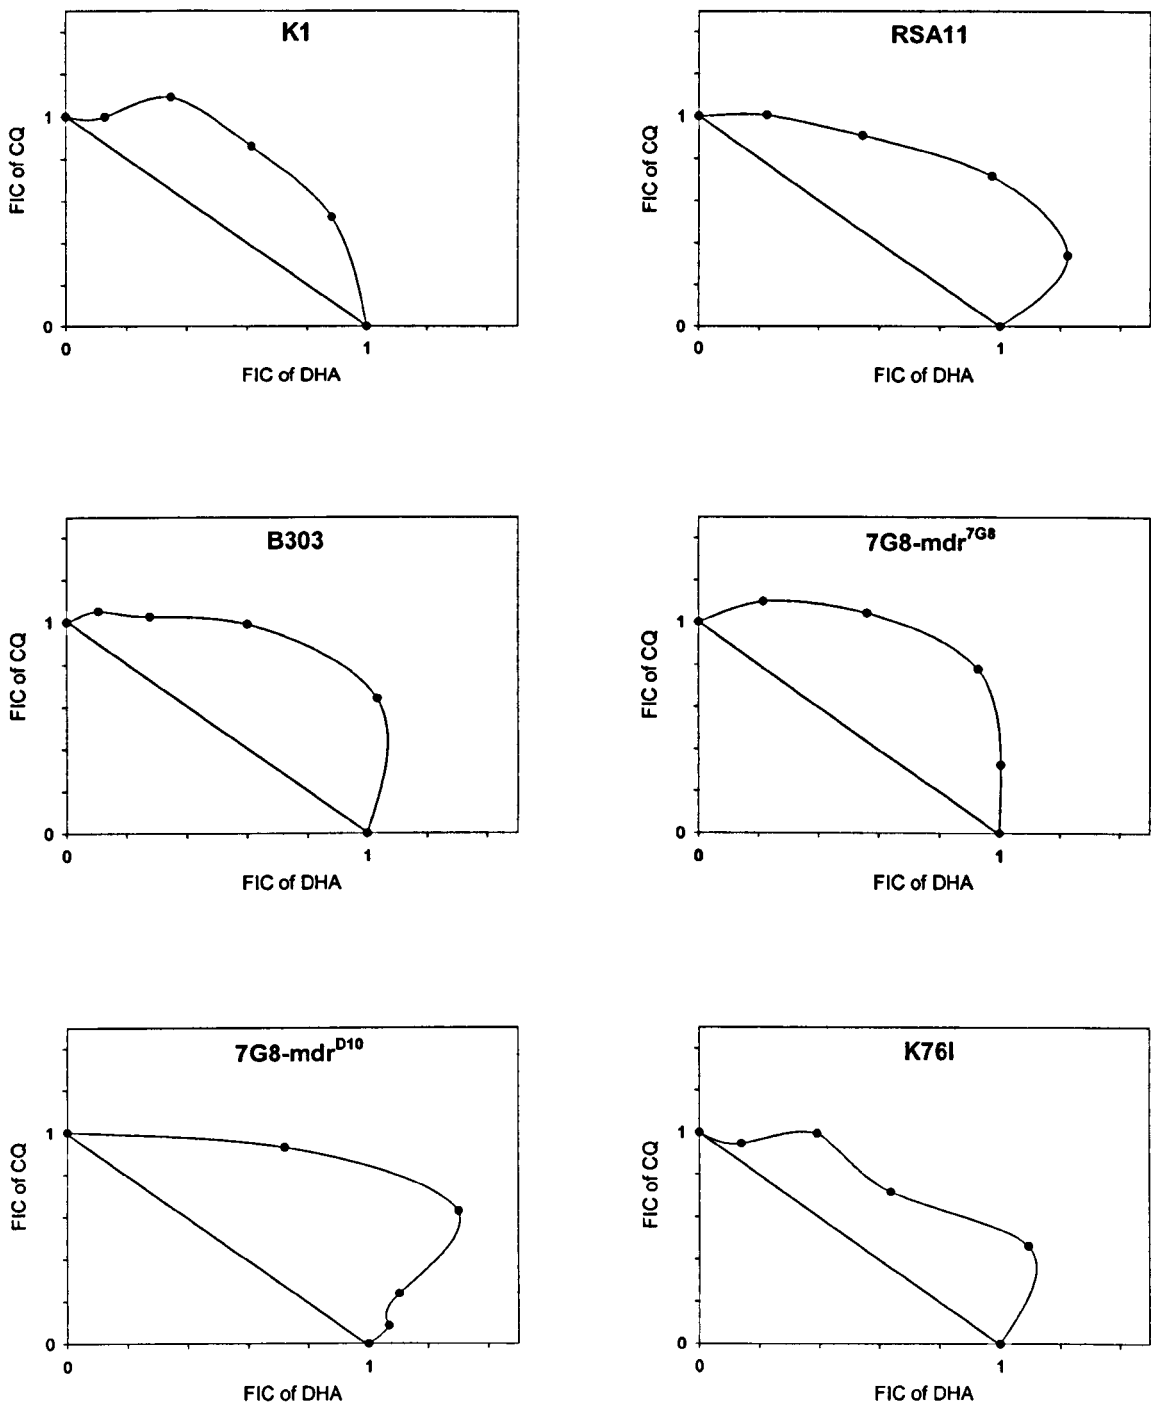 K1
1
FIC of CQ
0
0
1
FIC of DHA
RSA11
1
FIC of CQ
0
0
1
FIC of DHA
B303
1
FIC of CQ
0
0
1
FIC of DHA
7G8-mdr7G8
1
FIC of CQ
0
0
1
FIC of DHA
7G8-mdrD10
1
FIC of CQ
0
0
1
FIC of DHA
K76I
1
FIC of CQ
0
0
1
FIC of DHA